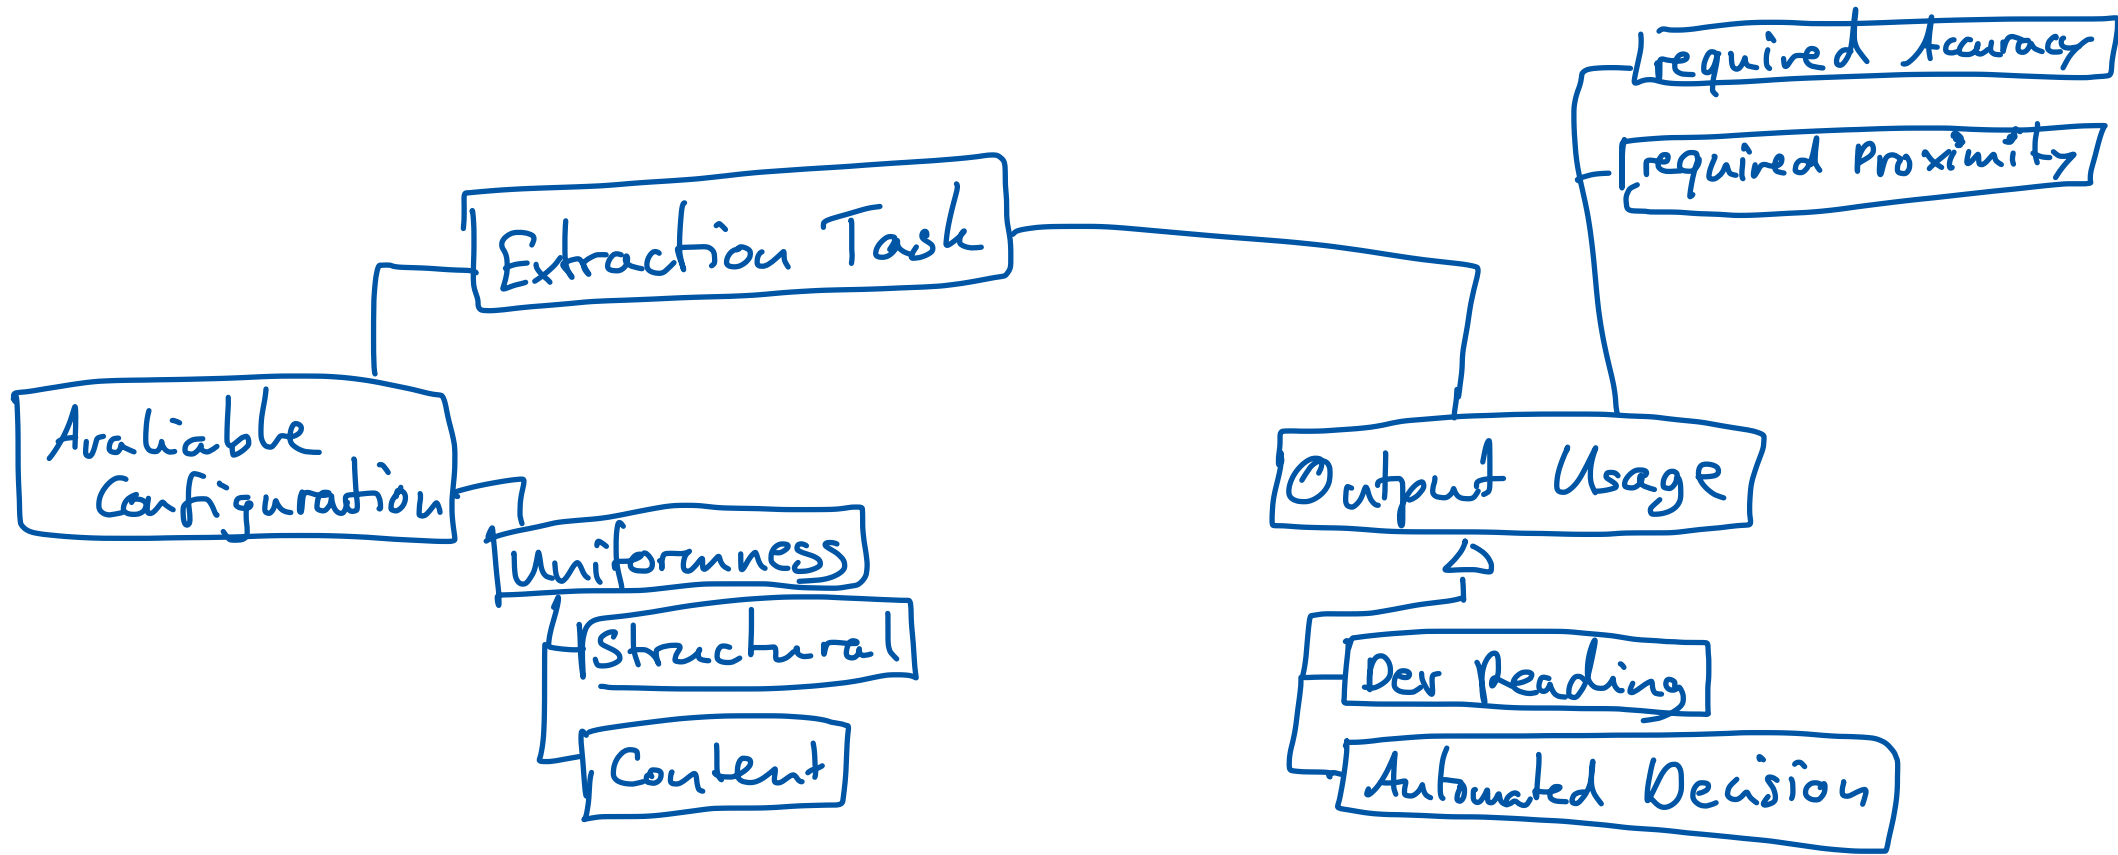 required Accuracy
required Proximity
Extraction Task
Avaliable
Configuration
Output Usage
Uniformness
Structural
Dev Reading
Content
Automated Decision